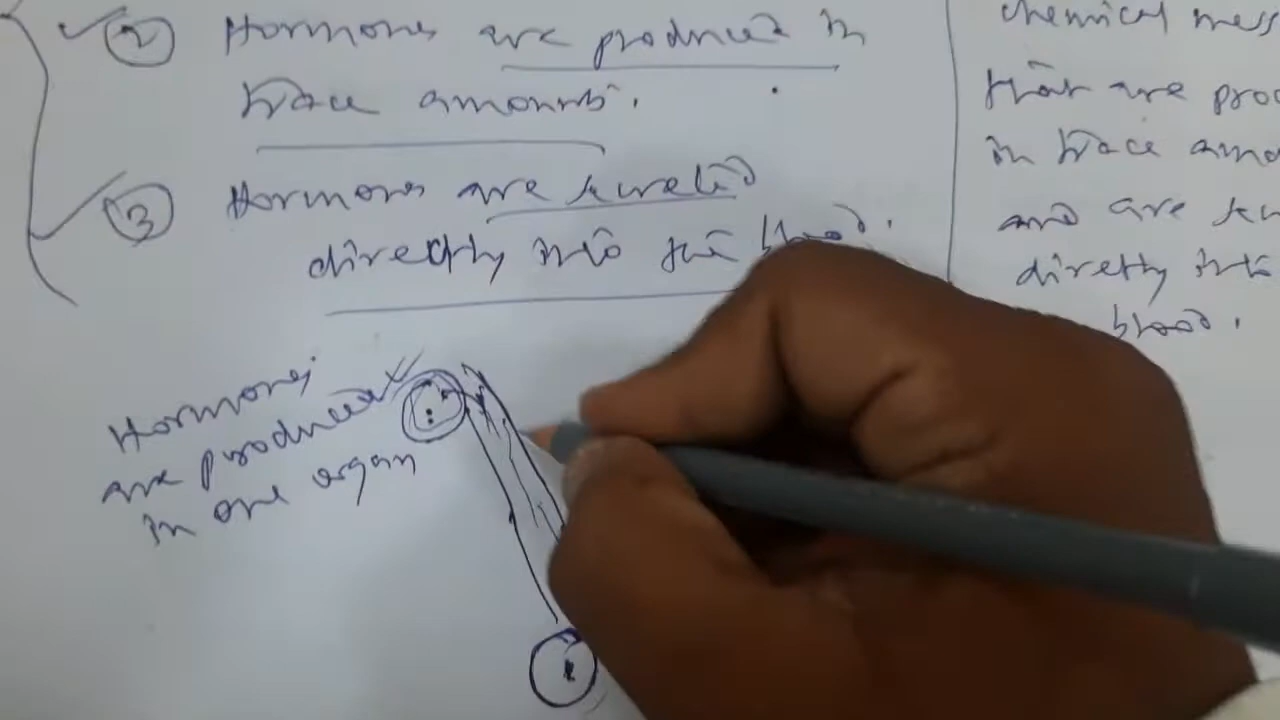 ② Hormones are produced in
trace amounts.
③ Hormones are secreted
directly into the blood.
chemical mess
that are prod
in trace amo
and are se
directly into
blood.
Hormones
are produced
in one organ